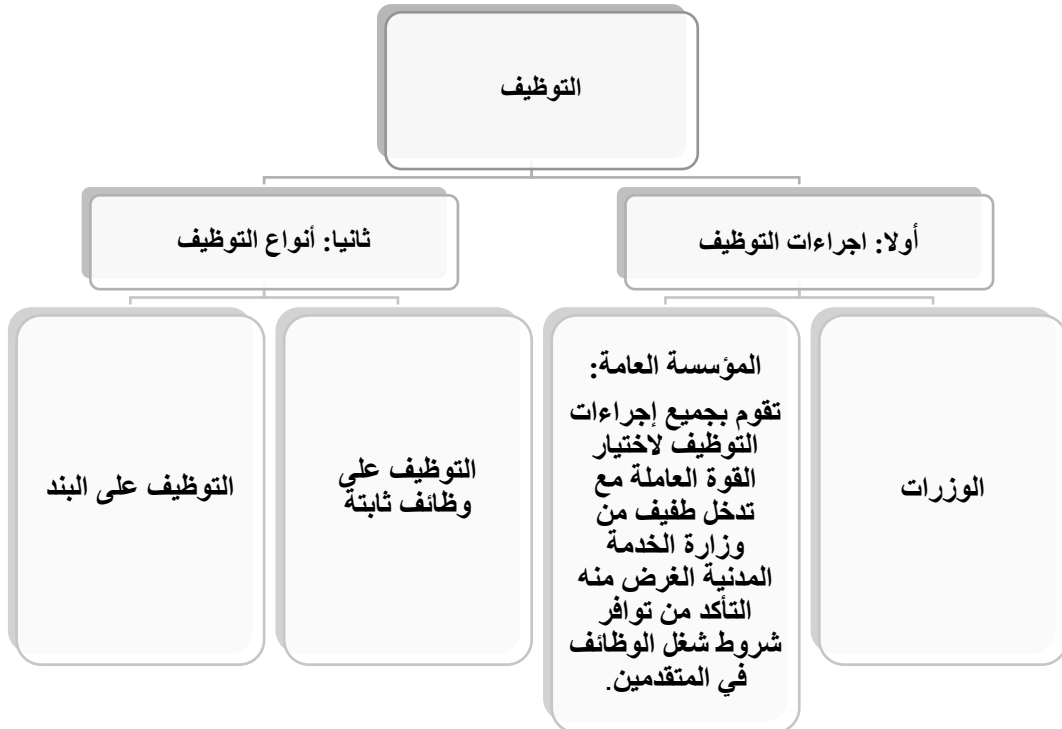 التوظيف
أولا: اجراءات التوظيف
ثانيا: أنواع التوظيف
الوزرات
المؤسسة العامة:
تقوم بجميع إجراءات
التوظيف لاختيار
القوة العاملة مع
تدخل طفيف من
وزارة الخدمة
المدنية الغرض منه
التأكد من توافر
شروط شغل الوظائف
في المتقدمين.
التوظيف على
وظائف ثابتة
التوظيف على البند